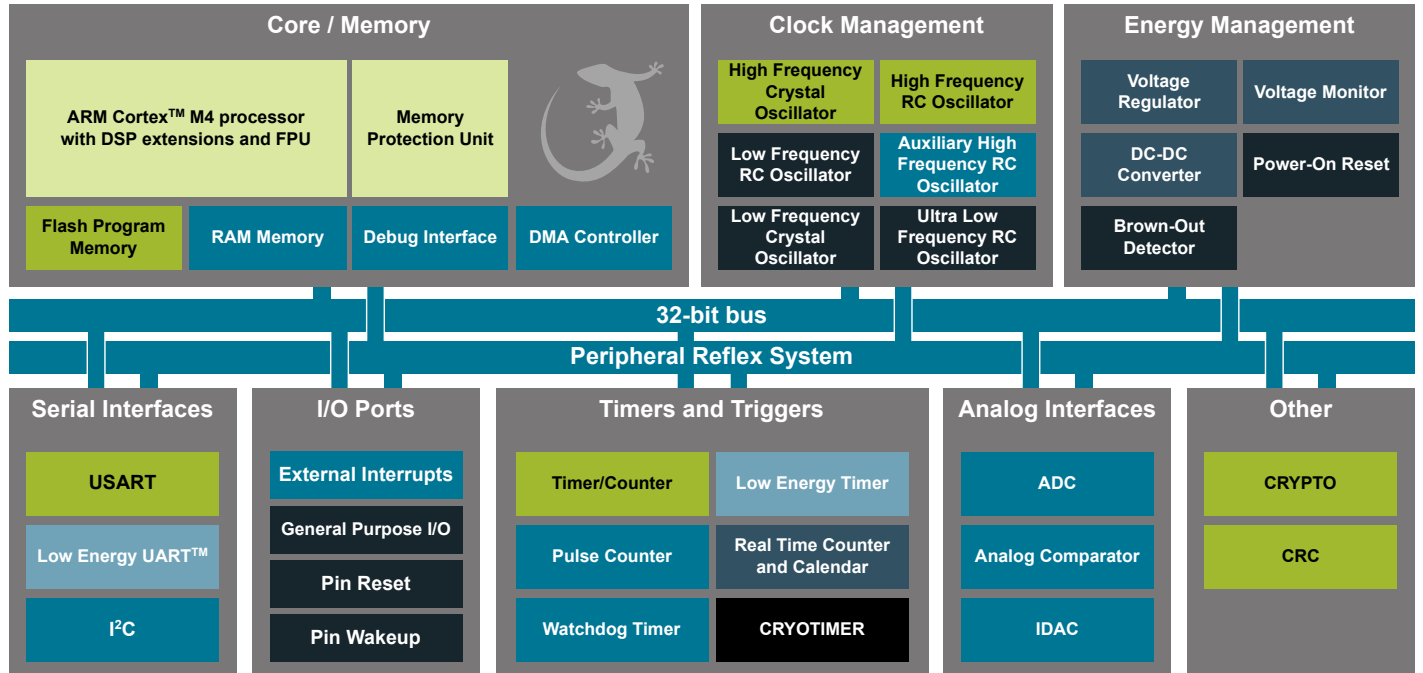 Core / Memory
ARM Cortex™ M4 processor
with DSP extensions and FPU
Memory
Protection Unit
Flash Program
Memory
RAM Memory
Debug Interface
DMA Controller
Clock Management
High Frequency
Crystal
Oscillator
High Frequency
RC Oscillator
Low Frequency
RC Oscillator
Auxiliary High
Frequency RC
Oscillator
Low Frequency
Crystal
Oscillator
Ultra Low
Frequency RC
Oscillator
Energy Management
Voltage
Regulator
Voltage Monitor
DC-DC
Converter
Power-On Reset
Brown-Out
Detector
32-bit bus
Peripheral Reflex System
Serial Interfaces
USART
Low Energy UART™
I²C
I/O Ports
External Interrupts
General Purpose I/O
Pin Reset
Pin Wakeup
Timers and Triggers
Timer/Counter
Low Energy Timer
Pulse Counter
Real Time Counter
and Calendar
Watchdog Timer
CRYOTIMER
Analog Interfaces
ADC
Analog Comparator
IDAC
Other
CRYPTO
CRC